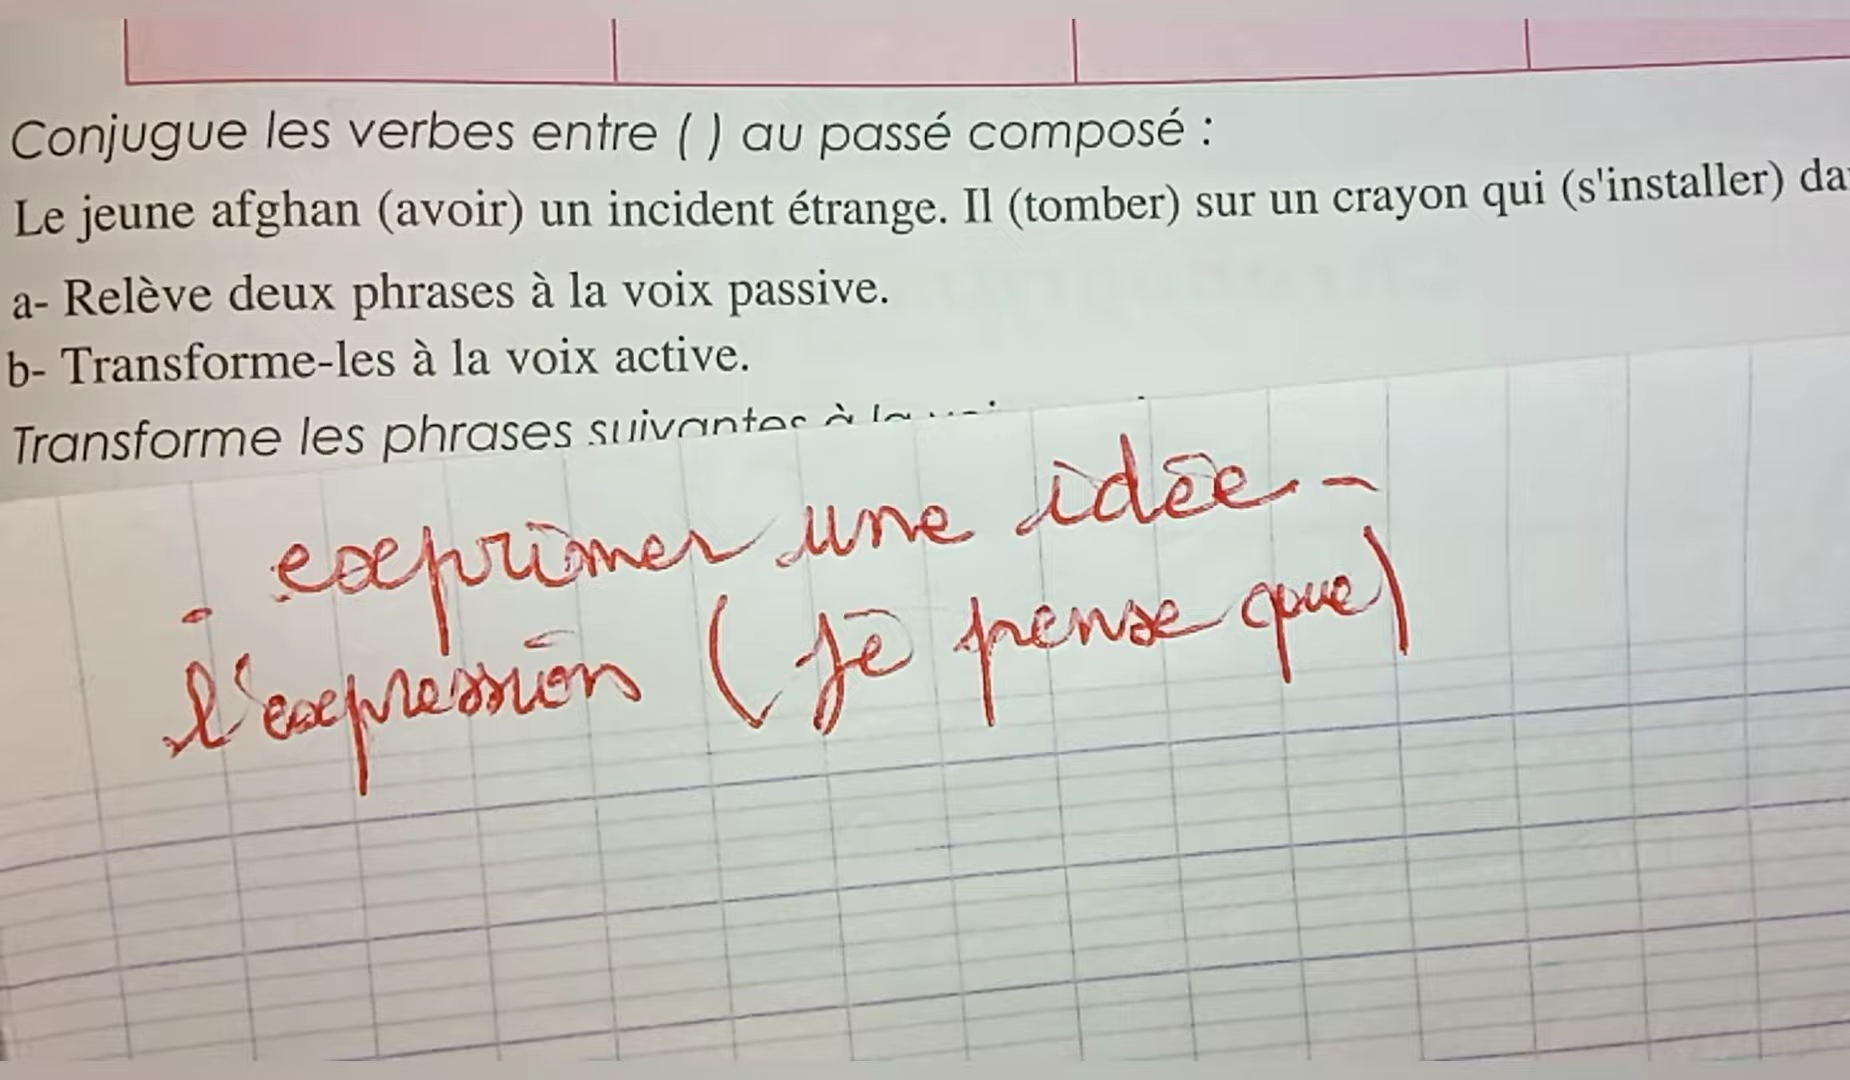 Conjugue les verbes entre ( ) au passé composé :
Le jeune afghan (avoir) un incident étrange. Il (tomber) sur un crayon qui (s'installer)
a- Relève deux phrases à la voix passive.
b- Transforme-les à la voix active.
Transforme les phrases suivantes à la
exprimer une idée -
- l'expression ( je pense que)